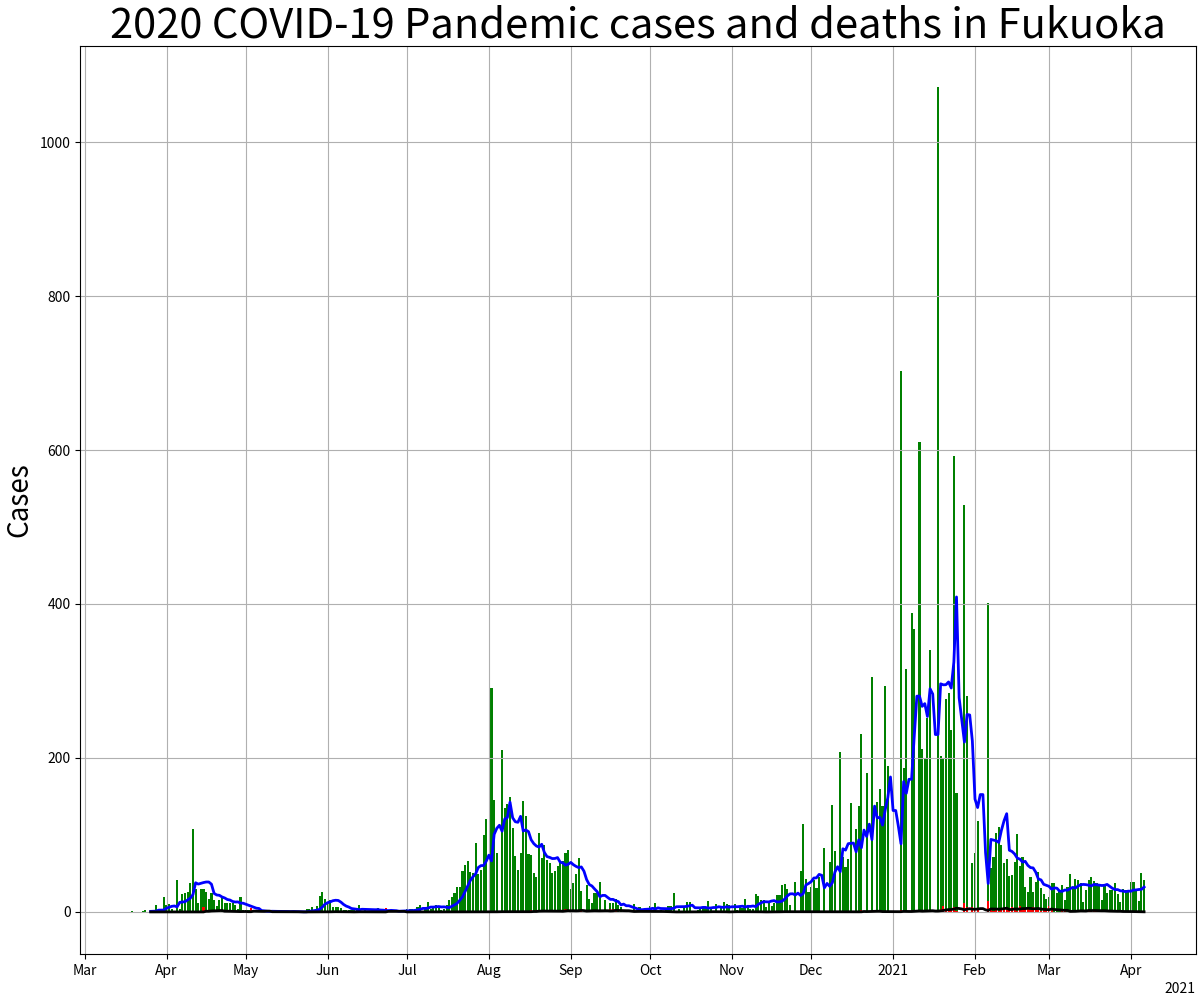 2020 COVID-19 Pandemic cases and deaths in Fukuoka
Cases
1000
800
600
400
200
0
Mar Apr May Jun Jul Aug Sep Oct Nov Dec 2021 Feb Mar Apr
2021